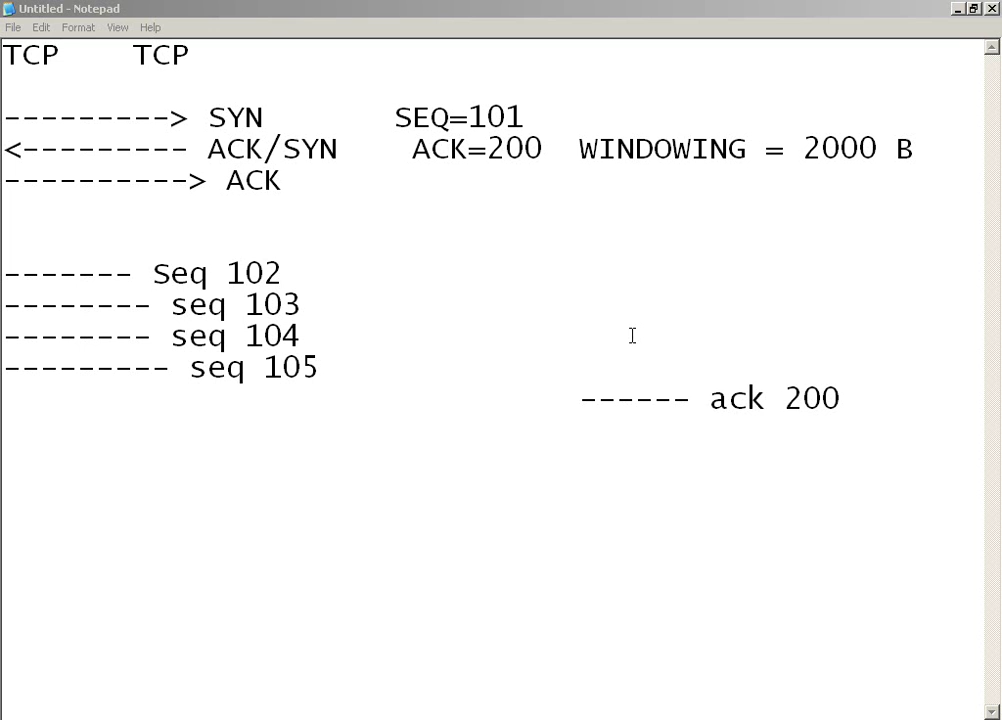 Untitled - Notepad
File Edit Format View Help
TCP TCP
---------> SYN SEQ=101
<--------- ACK/SYN ACK=200 WINDOWING = 2000 B
----------> ACK
------- Seq 102
-------- seq 103
-------- seq 104
--------- seq 105
------ ack 200